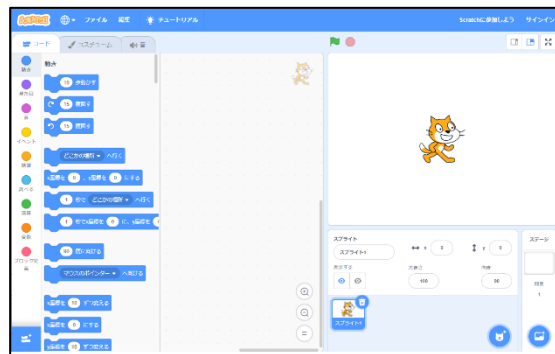 SCRATCH
ファイル 編集 チュートリアル Scratchに参加しよう サインイン
コード コスチューム 音
動き
見た目
音
イベント
制御
調べる
演算
変数
ブロック定義
動き
10 歩動かす
15 度回す
15 度回す
どこかの場所 へ行く
x座標を 0 、y座標を 0 にする
1 秒で どこかの場所 へ行く
1 秒でx座標を 0 に、y座標を
90 度に向ける
マウスのポインター へ向ける
x座標を 10 ずつ変える
x座標を 0 にする
y座標を 10 ずつ変える
スプライト
スプライト1
x 0
y 0
表示する
大きさ 100
向き 90
スプライト1
ステージ
背景
1